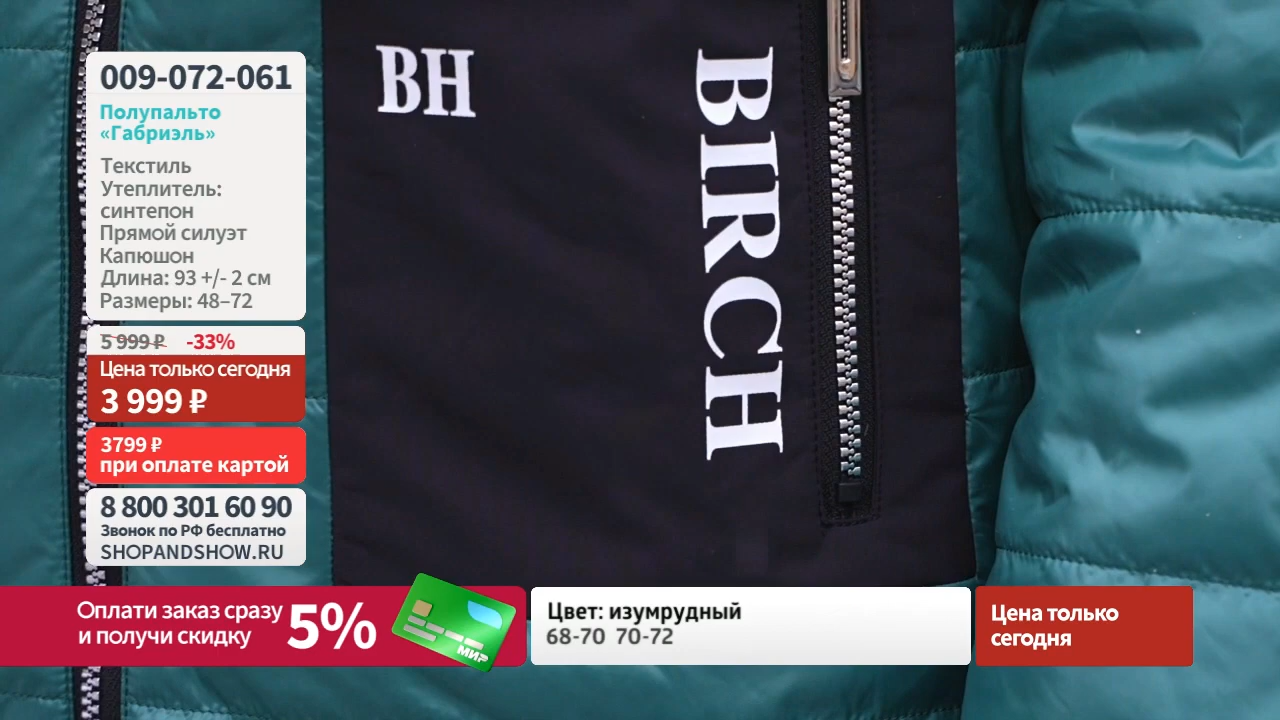 009-072-061
Полупальто
«Габриэль»
Текстиль
Утеплитель:
синтепон
Прямой силуэт
Капюшон
Длина: 93 +/- 2 см
Размеры: 48–72
5 999 ₽ -33%
Цена только сегодня
3 999 ₽
3799 ₽
при оплате картой
8 800 301 60 90
Звонок по РФ бесплатно
SHOPANDSHOW.RU
BH
BIRCH
Оплати заказ сразу
и получи скидку
5%
МИР
Цвет: изумрудный
68-70 70-72
Цена только
сегодня